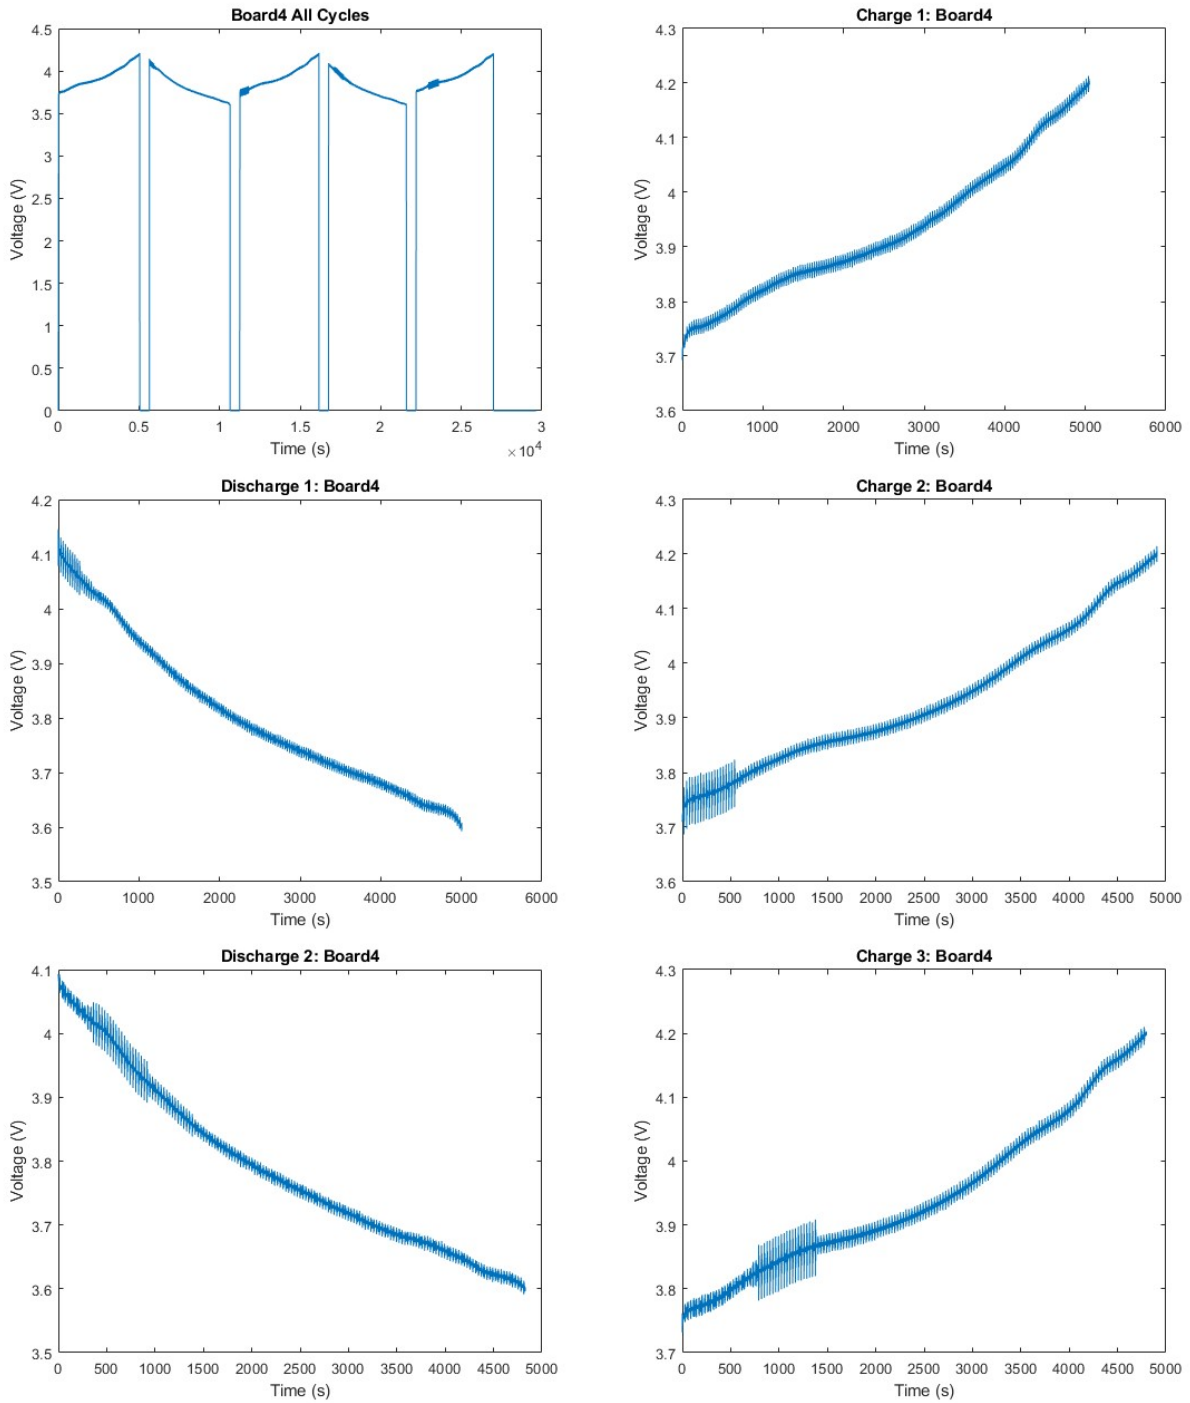 Board4 All Cycles
Voltage (V)
4.5
4
3.5
3
2.5
2
1.5
1
0.5
0
0 0.5 1 1.5 2 2.5 3
Time (s)
×10^4
Charge 1: Board4
Voltage (V)
4.3
4.2
4.1
4
3.9
3.8
3.7
3.6
0 1000 2000 3000 4000 5000 6000
Time (s)
Discharge 1: Board4
Voltage (V)
4.2
4.1
4
3.9
3.8
3.7
3.6
3.5
0 1000 2000 3000 4000 5000 6000
Time (s)
Charge 2: Board4
Voltage (V)
4.3
4.2
4.1
4
3.9
3.8
3.7
3.6
0 500 1000 1500 2000 2500 3000 3500 4000 4500 5000
Time (s)
Discharge 2: Board4
Voltage (V)
4.1
4
3.9
3.8
3.7
3.6
3.5
0 500 1000 1500 2000 2500 3000 3500 4000 4500 5000
Time (s)
Charge 3: Board4
Voltage (V)
4.3
4.2
4.1
4
3.9
3.8
3.7
0 500 1000 1500 2000 2500 3000 3500 4000 4500 5000
Time (s)